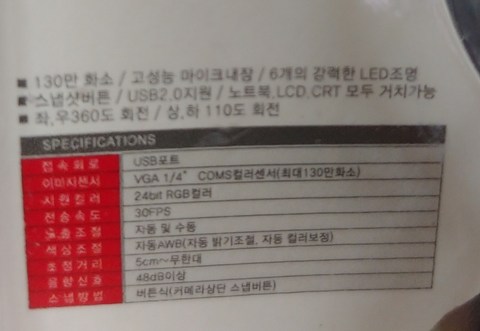 ■ 130만 화소 / 고성능 마이크내장 / 6개의 강력한 LED조명
■ 스냅샷버튼 / USB2.0지원 / 노트북,LCD,CRT 모두 거치가능
■ 좌,우360도 회전 / 상,하 110도 회전
SPECIFICATIONS
접속회로 USB포트
이미지센서 VGA 1/4" COMS컬러센서(최대130만화소)
지원컬러 24bit RGB컬러
전송속도 30FPS
노출조절 자동 및 수동
색상조절 자동AWB(자동 밝기조절, 자동 컬러보정)
초점거리 5cm~무한대
음향신호 48dB이상
스냅방법 버튼식(카메라상단 스냅버튼)